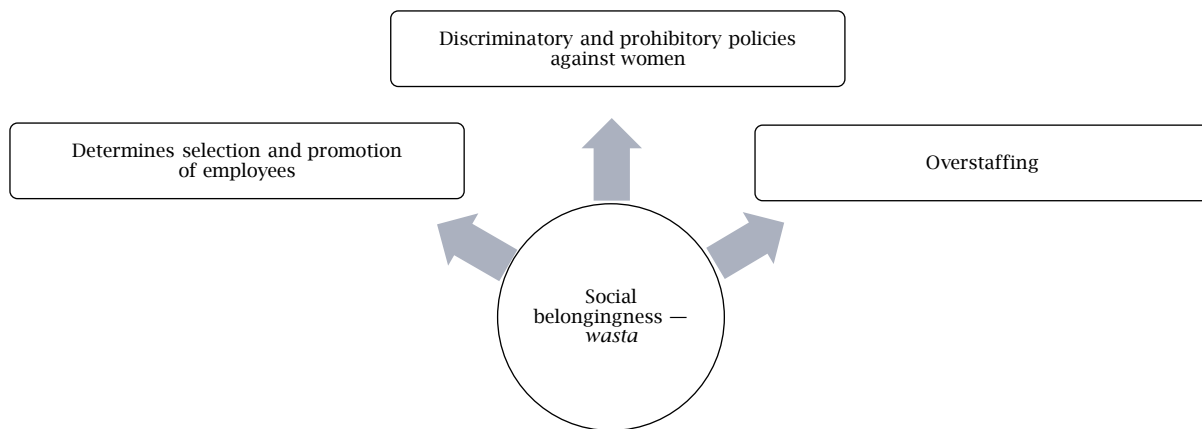 Discriminatory and prohibitory policies
against women
Determines selection and promotion
of employees
Overstaffing
Social
belongingness —
wasta